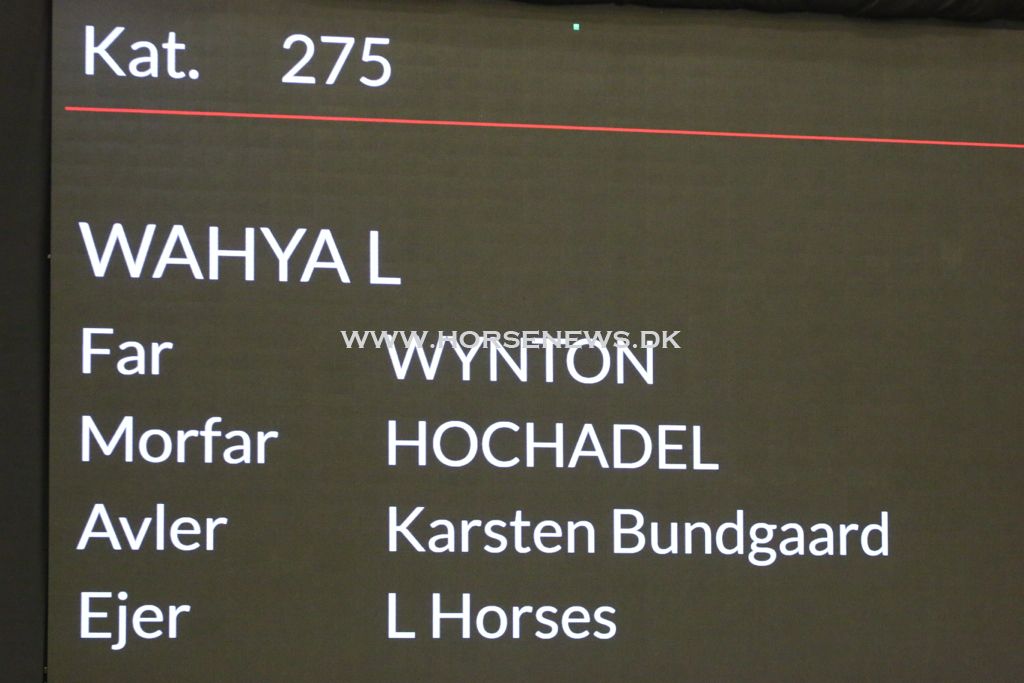 Kat. 275
WAHYA L
WWW.HORSENEWS.DK
Far WYNTON
Morfar HOCHADEL
Avler Karsten Bundgaard
Ejer L Horses